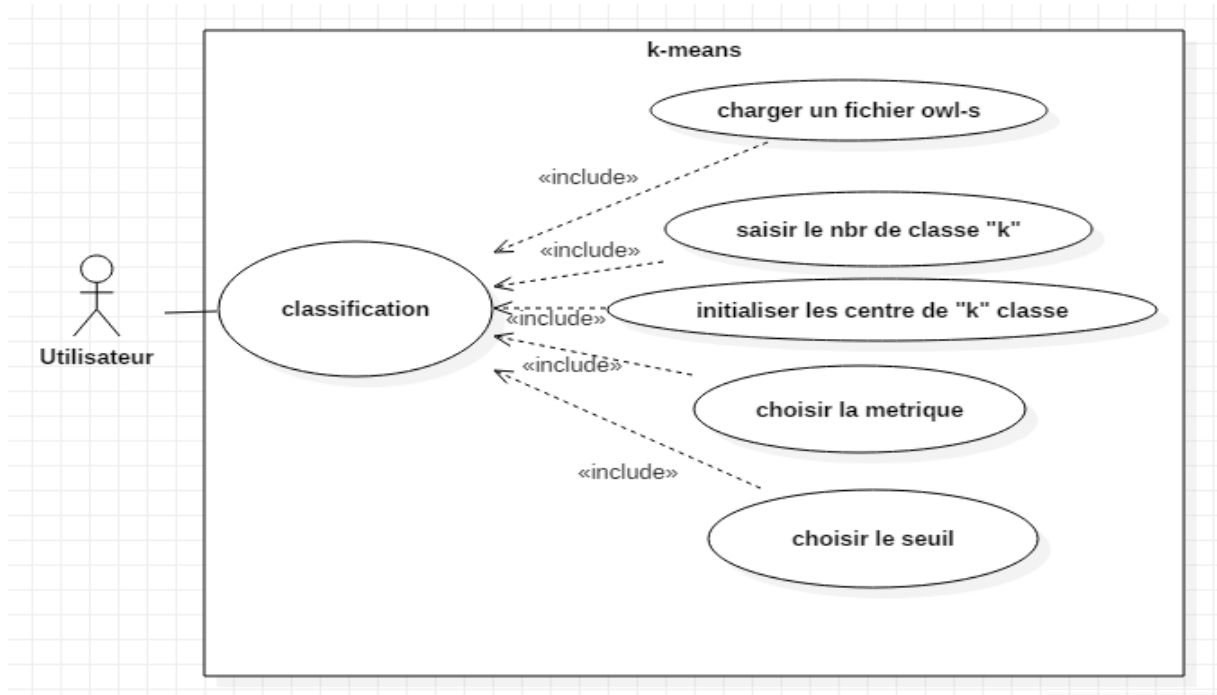 k-means
charger un fichier owl-s
«include»
saisir le nbr de classe "k"
«include»
classification
initialiser les centre de "k" classe
«include»
Utilisateur
«include»
choisir la metrique
«include»
choisir le seuil